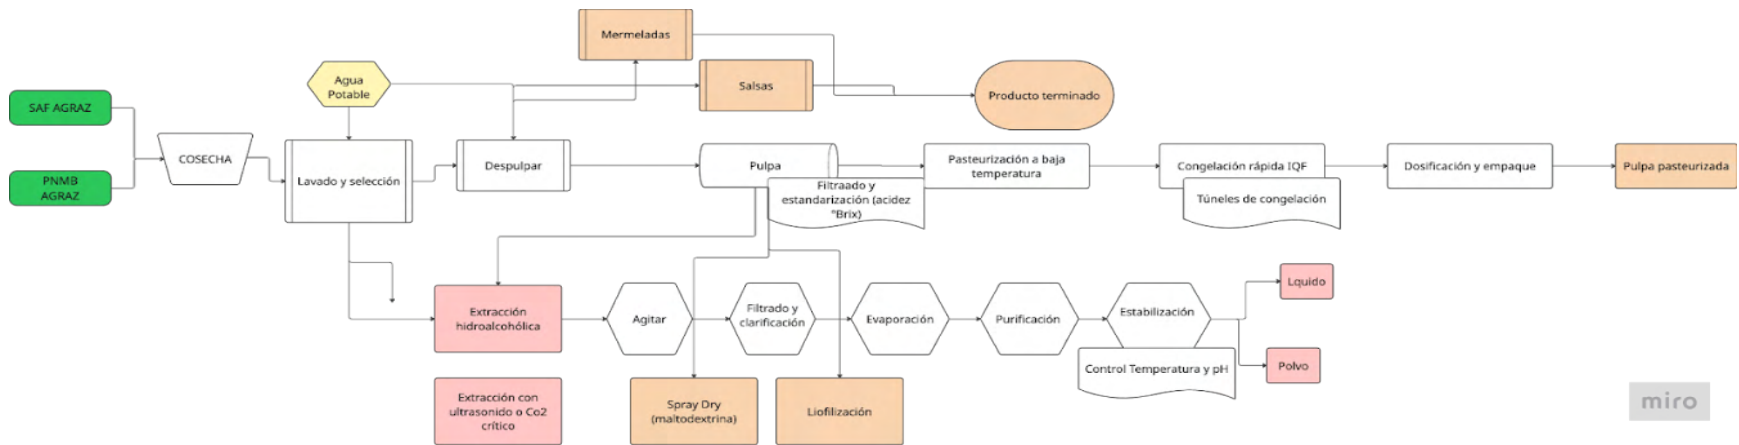 Mermeladas
Agua
Potable
Salsas
Producto terminado
SAF AGRAZ
COSECHA
PNMB
AGRAZ
Lavado y selección
Despulpar
Pulpa
Filtraado y
estandarización (acidez
"Brix)
Pasteurización a baja
temperatura
Congelación rápida IQF
Túneles de congelación
Dosificación y empaque
Pulpa pasteurizada
Extracción
hidroalcohólica
Agitar
Filtrado y
clarificación
Evaporación
Purificación
Estabilización
Control Temperatura y pH
Lquido
Polvo
Extracción con
ultrasonido o Co2
crítico
Spray Dry
(maltodextrina)
Liofilización
miro